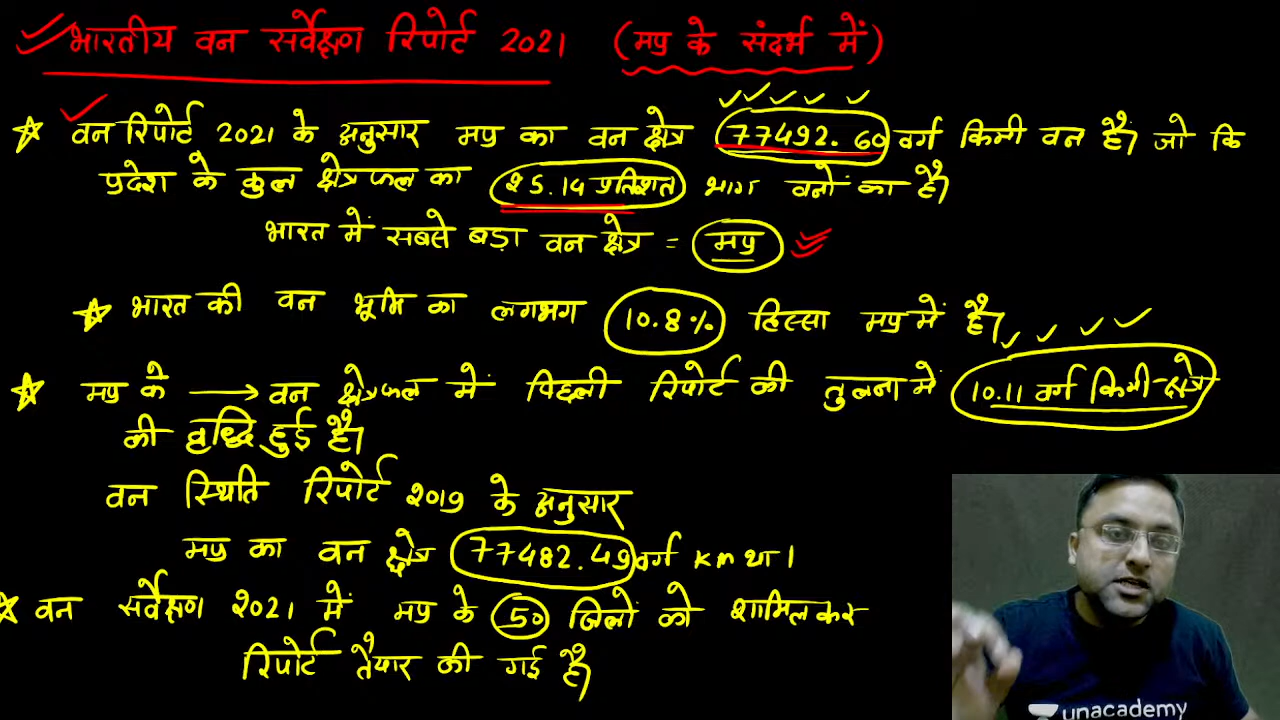 भारतीय वन सर्वेक्षण रिपोर्ट 2021 (मप्र के संदर्भ में)
वन रिपोर्ट 2021 के अनुसार मप्र का वन क्षेत्र 77492.60 वर्ग किमी वन है। जो कि
प्रदेश के कुल क्षेत्रफल का 25.14 प्रतिशत भाग वनों का है।
भारत में सबसे बड़ा वन क्षेत्र = मप्र
भारत की वन भूमि का लगभग 10.8% हिस्सा मप्र में है।
मप्र के → वन क्षेत्रफल में पिछली रिपोर्ट की तुलना में 10.11 वर्ग किमी क्षेत्र
की वृद्धि हुई है।
वन स्थिति रिपोर्ट 2019 के अनुसार
मप्र का वन क्षेत्र 77482.49 वर्ग km था।
वन सर्वेक्षण 2021 में मप्र के 50 जिलों को शामिल कर
रिपोर्ट तैयार की गई है।
unacademy